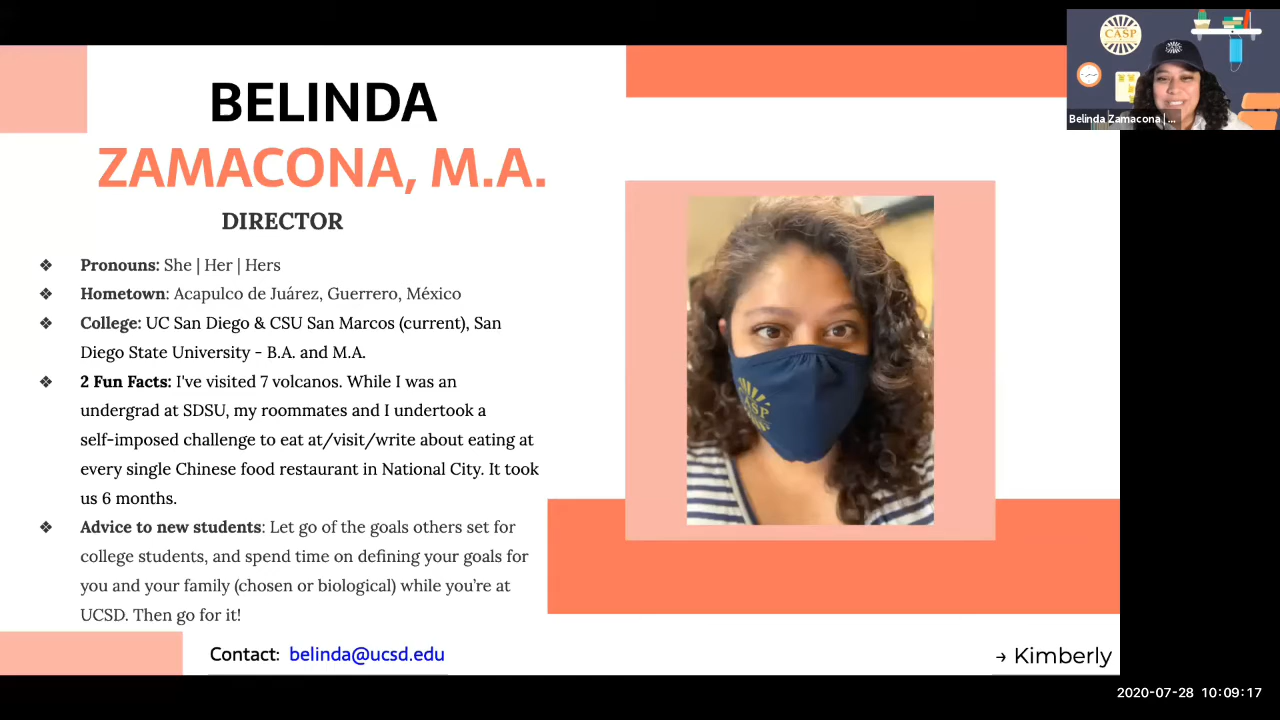 BELINDA
ZAMACONA, M.A.
DIRECTOR
❖ Pronouns: She | Her | Hers
❖ Hometown: Acapulco de Juárez, Guerrero, México
❖ College: UC San Diego & CSU San Marcos (current), San
Diego State University - B.A. and M.A.
❖ 2 Fun Facts: I've visited 7 volcanos. While I was an
undergrad at SDSU, my roommates and I undertook a
self-imposed challenge to eat at/visit/write about eating at
every single Chinese food restaurant in National City. It took
us 6 months.
❖ Advice to new students: Let go of the goals others set for
college students, and spend time on defining your goals for
you and your family (chosen or biological) while you’re at
UCSD. Then go for it!
Contact: belinda@ucsd.edu
→ Kimberly
CASP
CASP
Belinda Zamacona | ...
2020-07-28 10:09:17